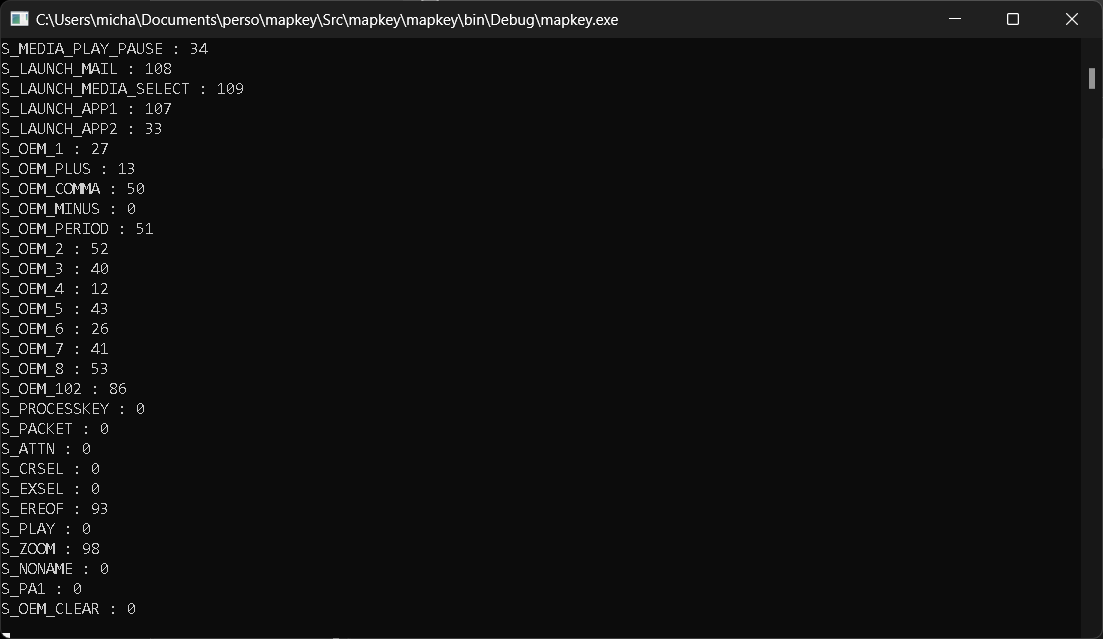 C:\Users\micha\Documents\perso\mapkey\Src\mapkey\mapkey\bin\Debug\mapkey.exe
S_MEDIA_PLAY_PAUSE : 34
S_LAUNCH_MAIL : 108
S_LAUNCH_MEDIA_SELECT : 109
S_LAUNCH_APP1 : 107
S_LAUNCH_APP2 : 33
S_OEM_1 : 27
S_OEM_PLUS : 13
S_OEM_COMMA : 50
S_OEM_MINUS : 0
S_OEM_PERIOD : 51
S_OEM_2 : 52
S_OEM_3 : 40
S_OEM_4 : 12
S_OEM_5 : 43
S_OEM_6 : 26
S_OEM_7 : 41
S_OEM_8 : 53
S_OEM_102 : 86
S_PROCESSKEY : 0
S_PACKET : 0
S_ATTN : 0
S_CRSEL : 0
S_EXSEL : 0
S_EREOF : 93
S_PLAY : 0
S_ZOOM : 98
S_NONAME : 0
S_PA1 : 0
S_OEM_CLEAR : 0